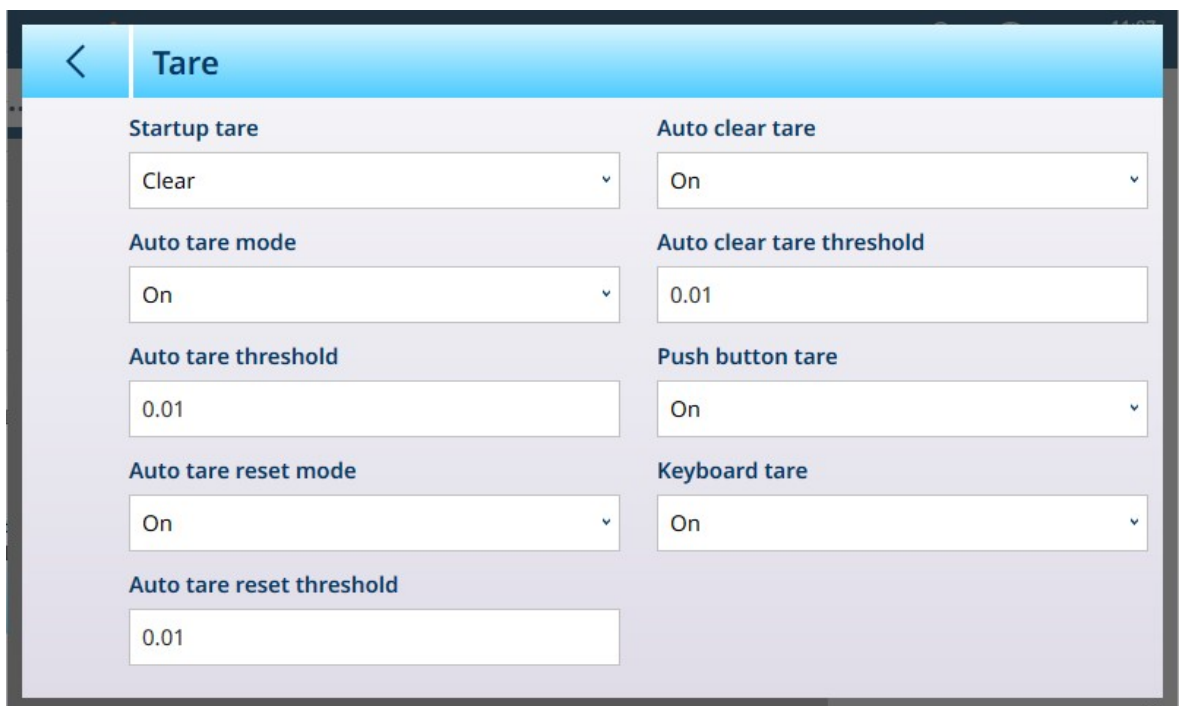 Tare
Startup tare
Clear
Auto tare mode
On
Auto tare threshold
0.01
Auto tare reset mode
On
Auto tare reset threshold
0.01
Auto clear tare
On
Auto clear tare threshold
0.01
Push button tare
On
Keyboard tare
On